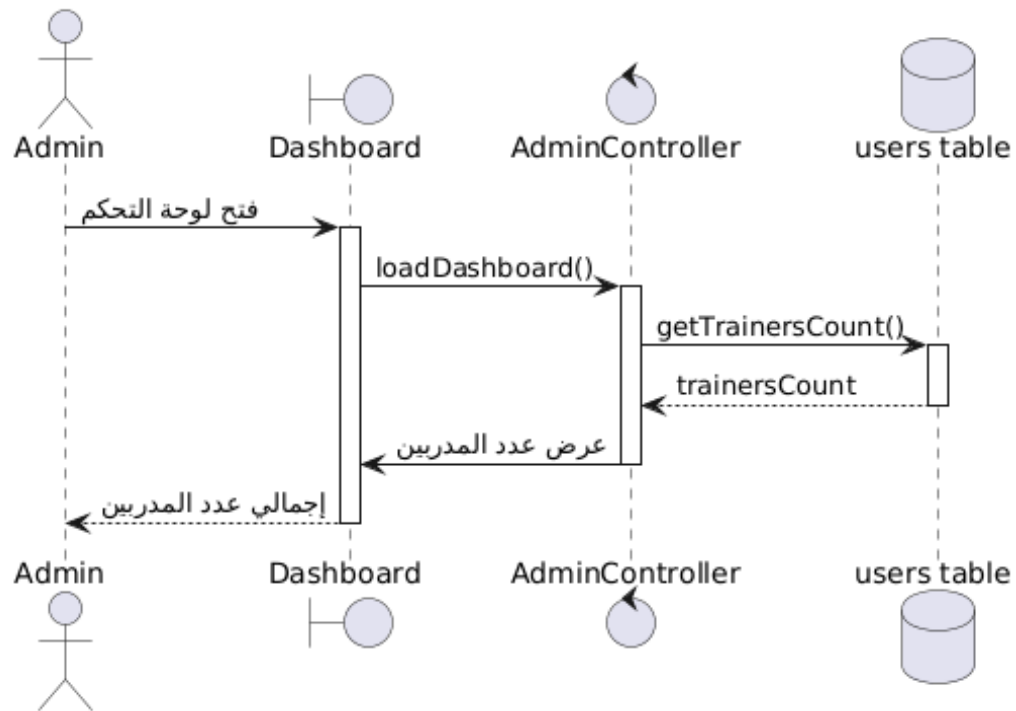 Admin
Dashboard
AdminController
users table
فتح لوحة التحكم
loadDashboard()
getTrainersCount()
trainersCount
عرض عدد المدربين
إجمالي عدد المدربين
Admin
Dashboard
AdminController
users table